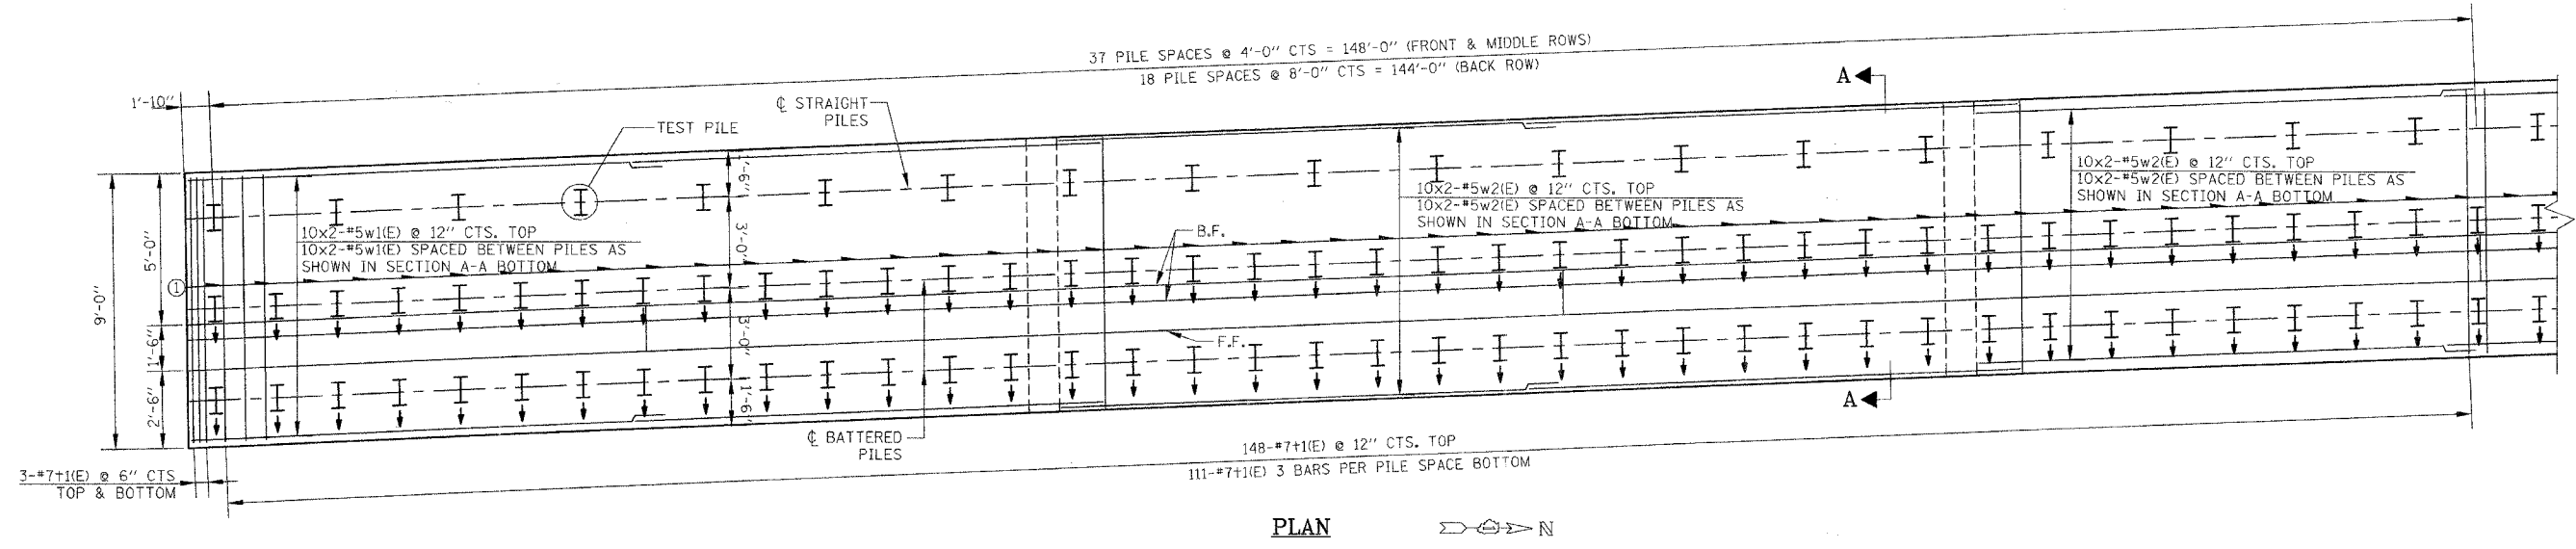 37 PILE SPACES @ 4'-0" CTS = 148'-0" (FRONT & MIDDLE ROWS)
18 PILE SPACES @ 8'-0" CTS = 144'-0" (BACK ROW)
1'-10"
℄ STRAIGHT
PILES
TEST PILE
A
1'-6"
10x2-#5w1(E) @ 12" CTS. TOP
10x2-#5w1(E) SPACED BETWEEN PILES AS
SHOWN IN SECTION A-A BOTTOM
10x2-#5w2(E) @ 12" CTS. TOP
10x2-#5w2(E) SPACED BETWEEN PILES AS
SHOWN IN SECTION A-A BOTTOM
10x2-#5w2(E) @ 12" CTS. TOP
10x2-#5w2(E) SPACED BETWEEN PILES AS
SHOWN IN SECTION A-A BOTTOM
9'-0"
5'-0"
1'-6"
2'-6"
1
3'-0"
3'-0"
1'-6"
B.F.
F.F.
A
℄ BATTERED
PILES
3-#7t1(E) @ 6" CTS
TOP & BOTTOM
148-#7t1(E) @ 12" CTS. TOP
111-#7t1(E) 3 BARS PER PILE SPACE BOTTOM
PLAN
N